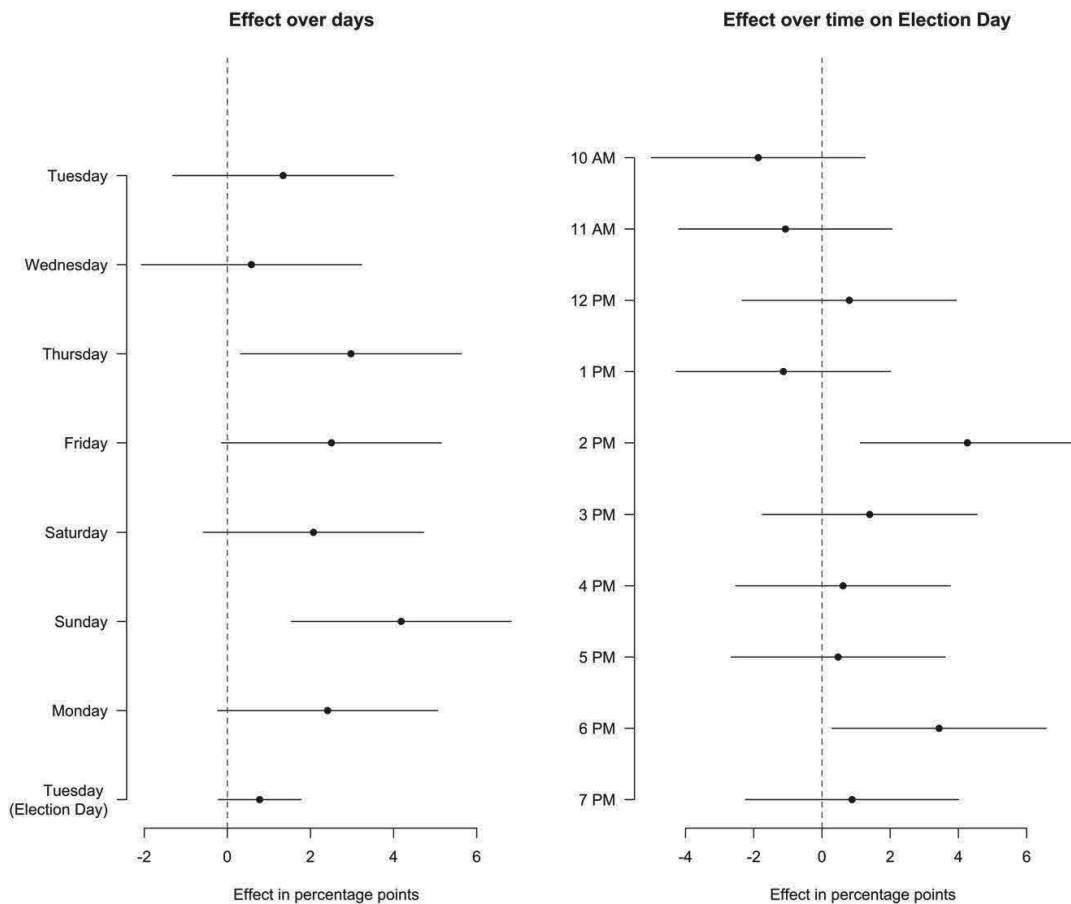 Effect over days
Tuesday
Wednesday
Thursday
Friday
Saturday
Sunday
Monday
Tuesday
(Election Day)
-2 0 2 4 6
Effect in percentage points
Effect over time on Election Day
10 AM
11 AM
12 PM
1 PM
2 PM
3 PM
4 PM
5 PM
6 PM
7 PM
-4 -2 0 2 4 6
Effect in percentage points